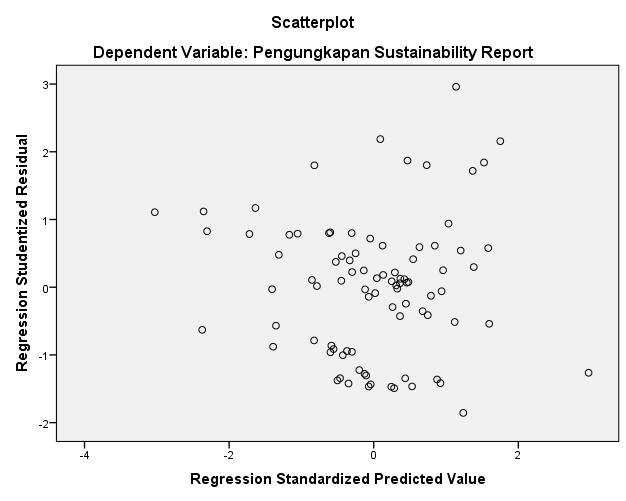 Scatterplot
Dependent Variable: Pengungkapan Sustainability Report
Regression Studentized Residual
3
2
1
0
-1
-2
-4
-2
0
2
Regression Standardized Predicted Value